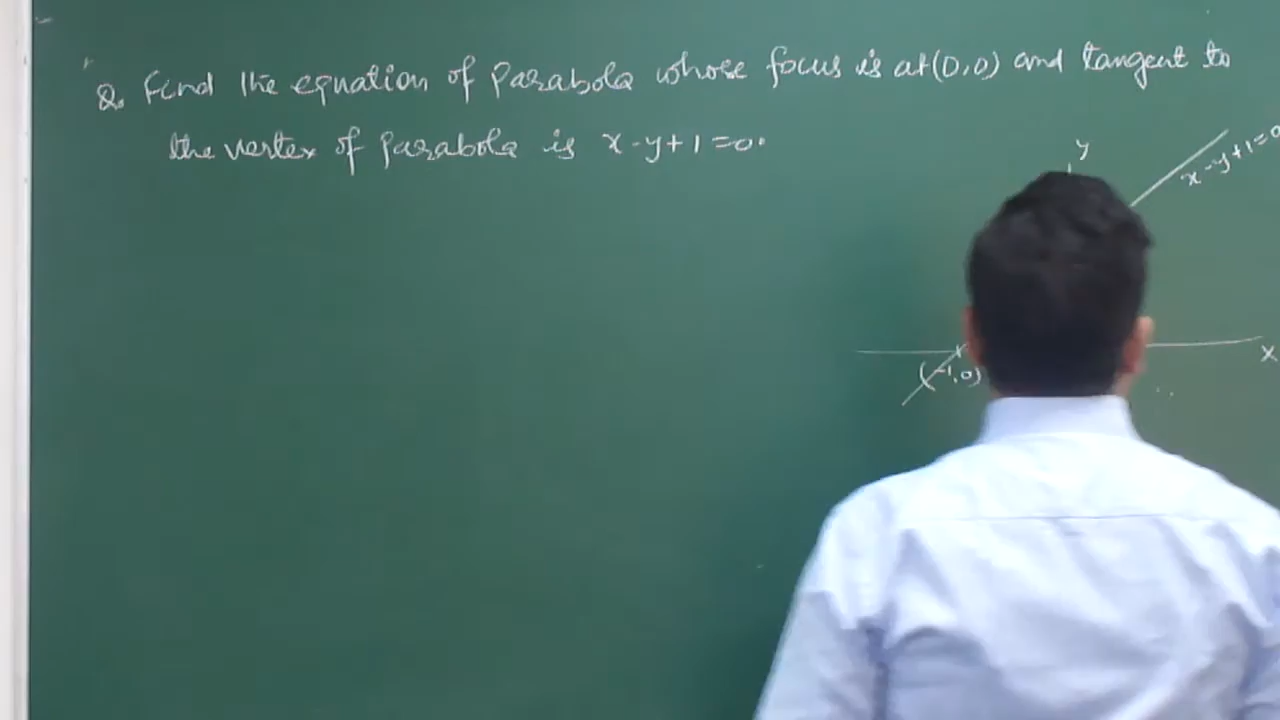 Q. Find the equation of parabola whose focus is at (0,0) and tangent to
the vertex of parabola is x-y+1=0.
y
x-y+1=0
(-1,0)
x